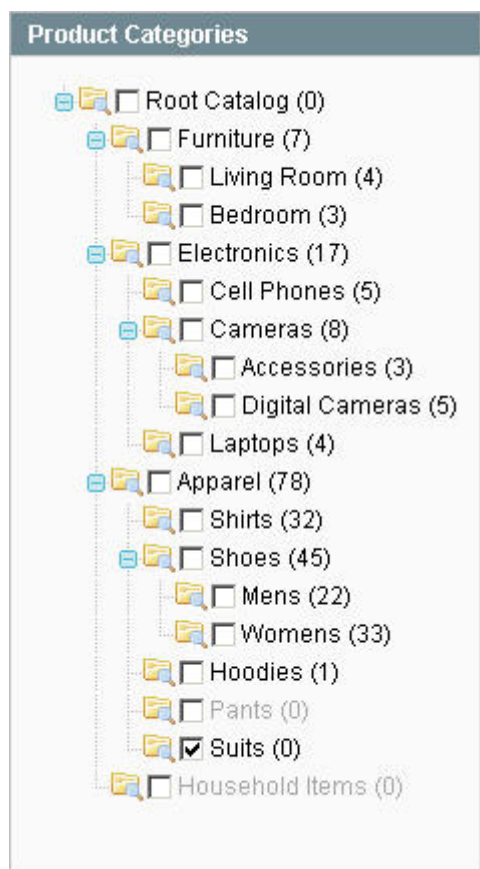 Product Categories
Root Catalog (0)
Furniture (7)
Living Room (4)
Bedroom (3)
Electronics (17)
Cell Phones (5)
Cameras (8)
Accessories (3)
Digital Cameras (5)
Laptops (4)
Apparel (78)
Shirts (32)
Shoes (45)
Mens (22)
Womens (33)
Hoodies (1)
Pants (0)
Suits (0)
Household Items (0)